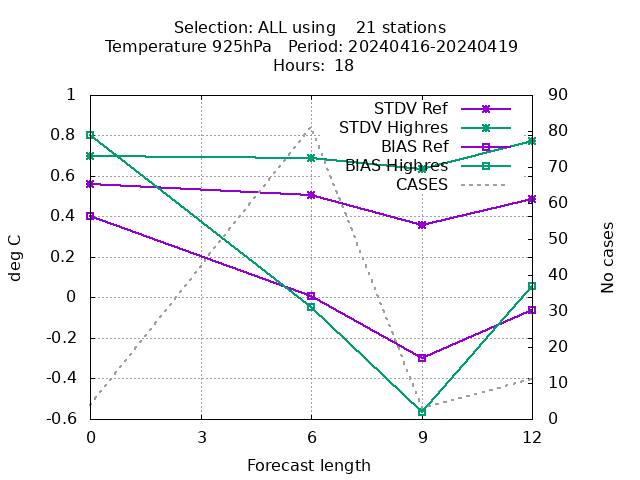 Selection: ALL using 21 stations
Temperature 925hPa Period: 20240416-20240419
Hours: 18
1
0.8
0.6
0.4
0.2
0
-0.2
-0.4
-0.6
90
80
70
60
50
40
30
20
10
0
STDV Ref
STDV Highres
BIAS Ref
BIAS Highres
CASES
deg C
No cases
0 3 6 9 12
Forecast length